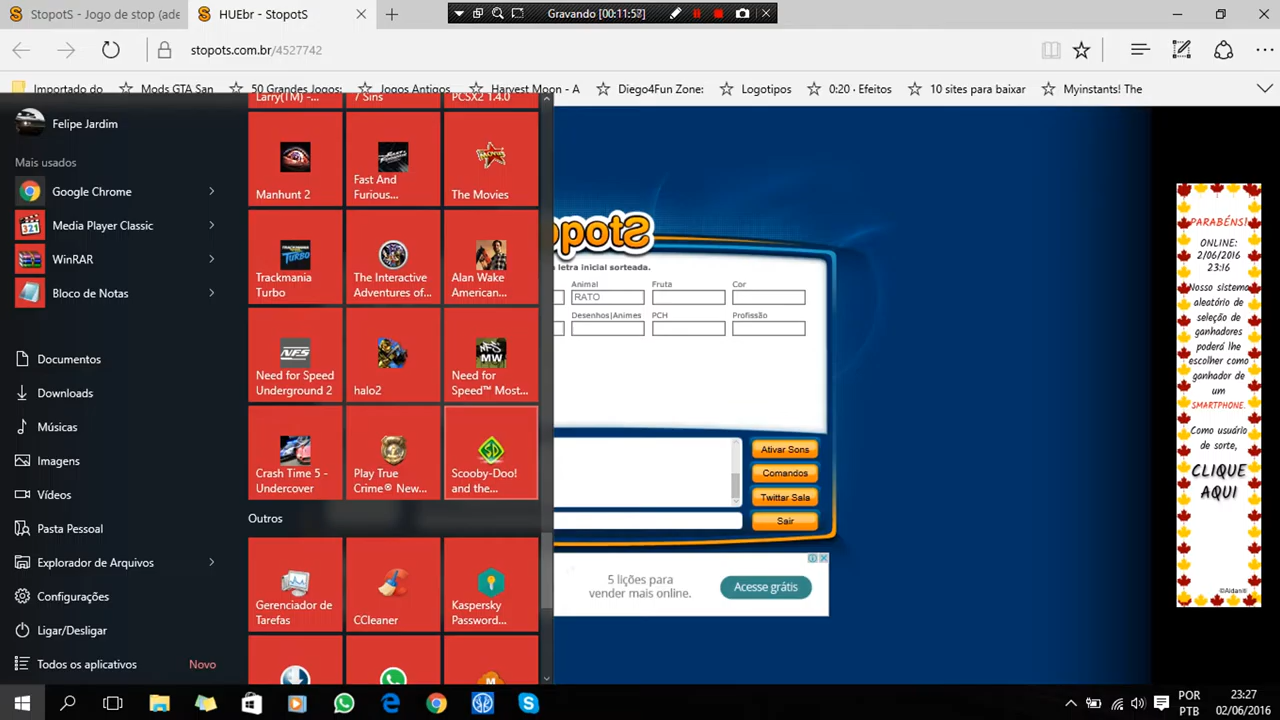 StopotS - Jogo de stop (ade
HUEbr - StopotS
Gravando [00:11:53]
stopots.com.br/4527742
Importado do
Mods GTA San
50 Grandes Jogos:
Jogos Antigos
Harvest Moon - A
Diego4Fun Zone:
Logotipos
0:20 · Efeitos
10 sites para baixar
Myinstants! The
Felipe Jardim
Mais usados
Google Chrome
Media Player Classic
WinRAR
Bloco de Notas
Documentos
Downloads
Músicas
Imagens
Vídeos
Pasta Pessoal
Explorador de Arquivos
Configurações
Ligar/Desligar
Todos os aplicativos
Novo
Larry(TM) -...
7 Sins
PCSX2 1.4.0
Manhunt 2
Fast And
Furious...
The Movies
Trackmania
Turbo
The Interactive
Adventures of...
Alan Wake
American...
Need for Speed
Underground 2
halo2
Need for
Speed™ Most...
Crash Time 5 -
Undercover
Play True
Crime® New...
Scooby-Doo!
and the...
Outros
Gerenciador de
Tarefas
CCleaner
Kaspersky
Password...
opotS
letra inicial sorteada.
Animal
Fruta
Cor
RATO
Desenhos|Animes
PCH
Profissão
Ativar Sons
Comandos
Twittar Sala
Sair
5 lições para
vender mais online.
Acesse grátis
PARABÉNS!
ONLINE:
2/06/2016
23:16
Nosso sistema
aleatório de
seleção de
ganhadores
poderá lhe
escolher como
ganhador de
um
SMARTPHONE.
Como usuário
de sorte,
CLIQUE
AQUI
©Aidan®
POR
PTB
23:27
02/06/2016